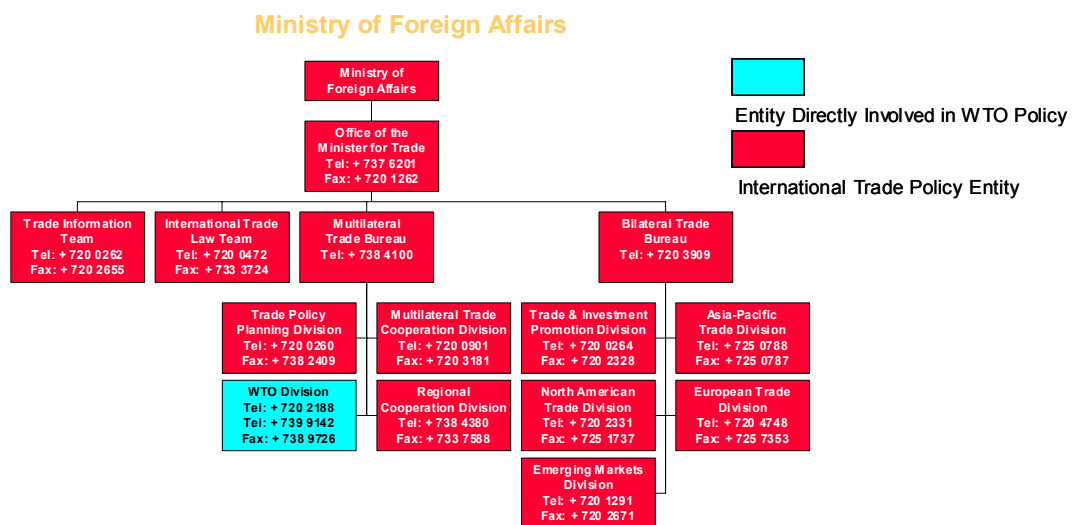 Ministry of Foreign Affairs
Ministry of
Foreign Affairs
Entity Directly Involved in WTO Policy
International Trade Policy Entity
Office of the
Minister for Trade
Tel: + 737 6201
Fax: + 720 1262
Trade Information
Team
Tel: + 720 0262
Fax: + 720 2655
International Trade
Law Team
Tel: + 720 0472
Fax: + 733 3724
Multilateral
Trade Bureau
Tel: + 738 4100
Bilateral Trade
Bureau
Tel: + 720 3909
Trade Policy
Planning Division
Tel: + 720 0260
Fax: + 738 2409
Multilateral Trade
Cooperation Division
Tel: + 720 0901
Fax: + 720 3181
Trade & Investment
Promotion Division
Tel: + 720 0264
Fax: + 720 2328
Asia-Pacific
Trade Division
Tel: + 725 0788
Fax: + 725 0787
WTO Division
Tel: + 720 2188
Tel: + 739 9142
Fax: + 738 9726
Regional
Cooperation Division
Tel: + 738 4380
Fax: + 733 7588
North American
Trade Division
Tel: + 720 2331
Fax: + 725 1737
European Trade
Division
Tel: + 720 4748
Fax: + 725 7353
Emerging Markets
Division
Tel: + 720 1291
Fax: + 720 2671